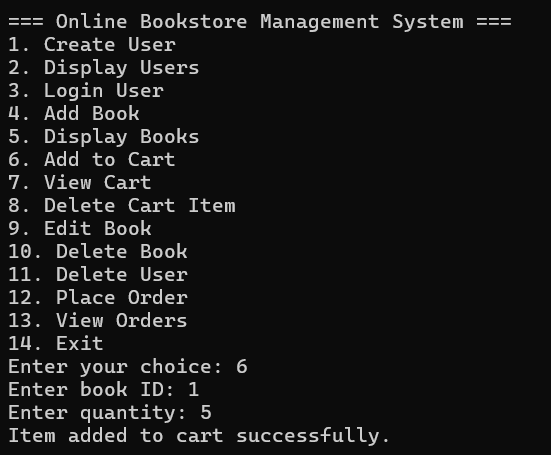 === Online Bookstore Management System ===
1. Create User
2. Display Users
3. Login User
4. Add Book
5. Display Books
6. Add to Cart
7. View Cart
8. Delete Cart Item
9. Edit Book
10. Delete Book
11. Delete User
12. Place Order
13. View Orders
14. Exit
Enter your choice: 6
Enter book ID: 1
Enter quantity: 5
Item added to cart successfully.